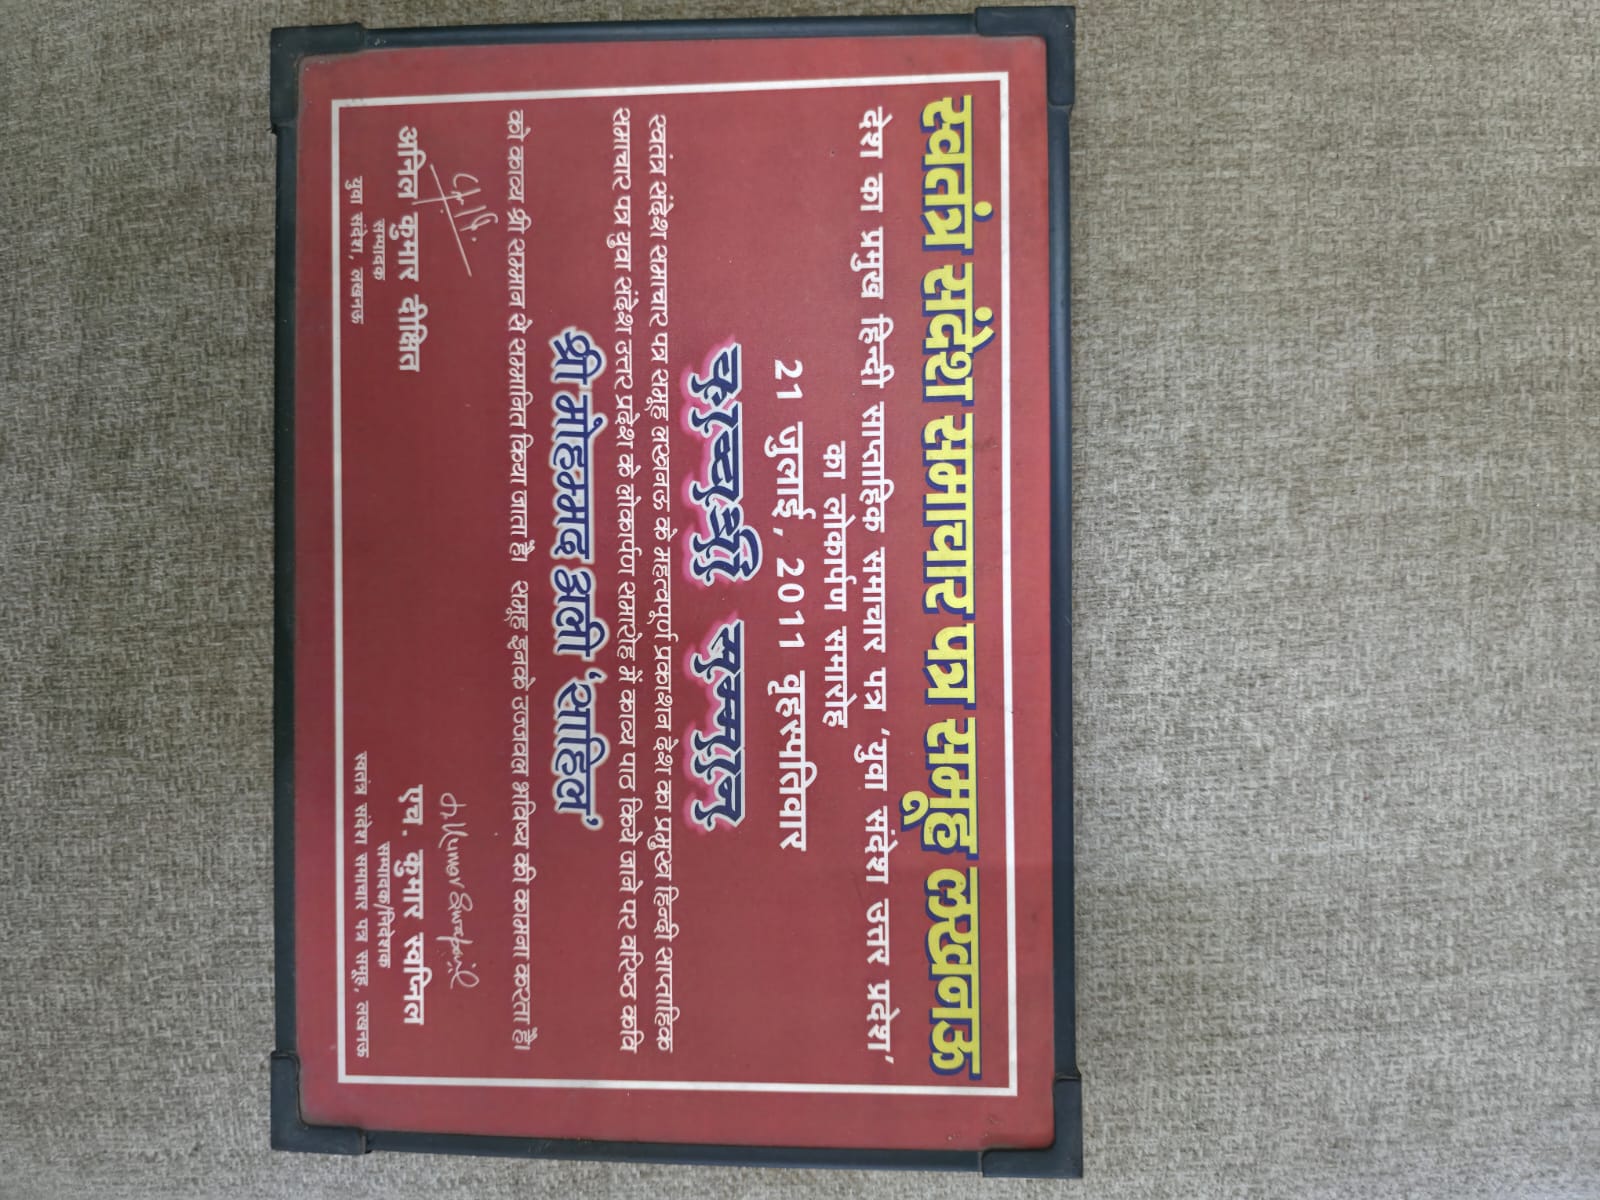 स्वतंत्र संदेश समाचार पत्र समूह लखनऊ
देश का प्रमुख हिन्दी साप्ताहिक समाचार पत्र ‘युवा संदेश उत्तर प्रदेश’
का लोकार्पण समारोह
21 जुलाई, 2011 वृहस्पतिवार
काव्यश्री सम्मान
स्वतंत्र संदेश समाचार पत्र समूह लखनऊ के महत्वपूर्ण प्रकाशन देश का प्रमुख हिन्दी साप्ताहिक
समाचार पत्र युवा संदेश उत्तर प्रदेश के लोकार्पण समारोह में काव्य पाठ किये जाने पर वरिष्ठ कवि
श्री मोहम्मद अली ‘साहिल’
को काव्य श्री सम्मान से सम्मानित किया जाता है। समूह इनके उज्जवल भविष्य की कामना करता है।
अनिल कुमार दीक्षित
सम्पादक
युवा संदेश, लखनऊ
H.Kumar Swapnil
एच. कुमार स्वप्निल
सम्पादक/निदेशक
स्वतंत्र संदेश समाचार पत्र समूह, लखनऊ